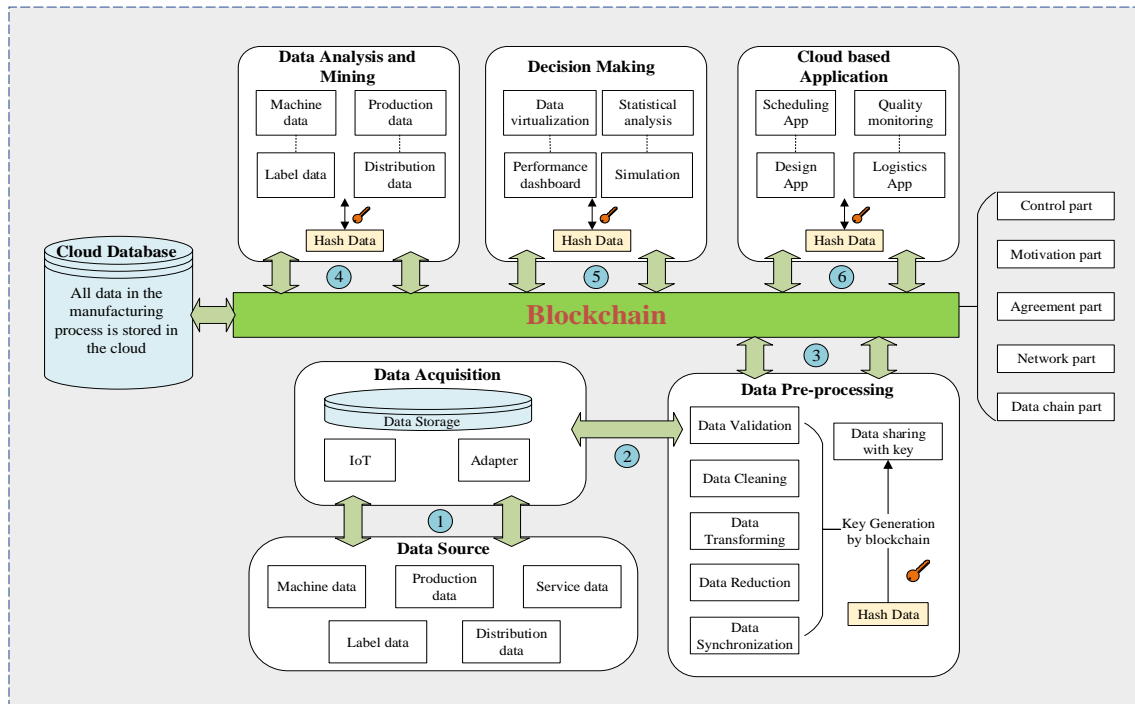 Data Analysis and
Mining
Machine
data
Production
data
Label data
Distribution
data
Hash Data
Decision Making
Data
virtualization
Statistical
analysis
Performance
dashboard
Simulation
Hash Data
Cloud based
Application
Scheduling
App
Quality
monitoring
Design
App
Logistics
App
Hash Data
Control part
Motivation part
Agreement part
Network part
Data chain part
Cloud Database
All data in the
manufacturing
process is stored in
the cloud
4
5
6
Blockchain
3
Data Acquisition
Data Storage
IoT
Adapter
2
Data Pre-processing
Data Validation
Data Cleaning
Data
Transforming
Data Reduction
Data
Synchronization
Data sharing
with key
Key Generation
by blockchain
Hash Data
1
Data Source
Machine data
Production
data
Service data
Label data
Distribution
data